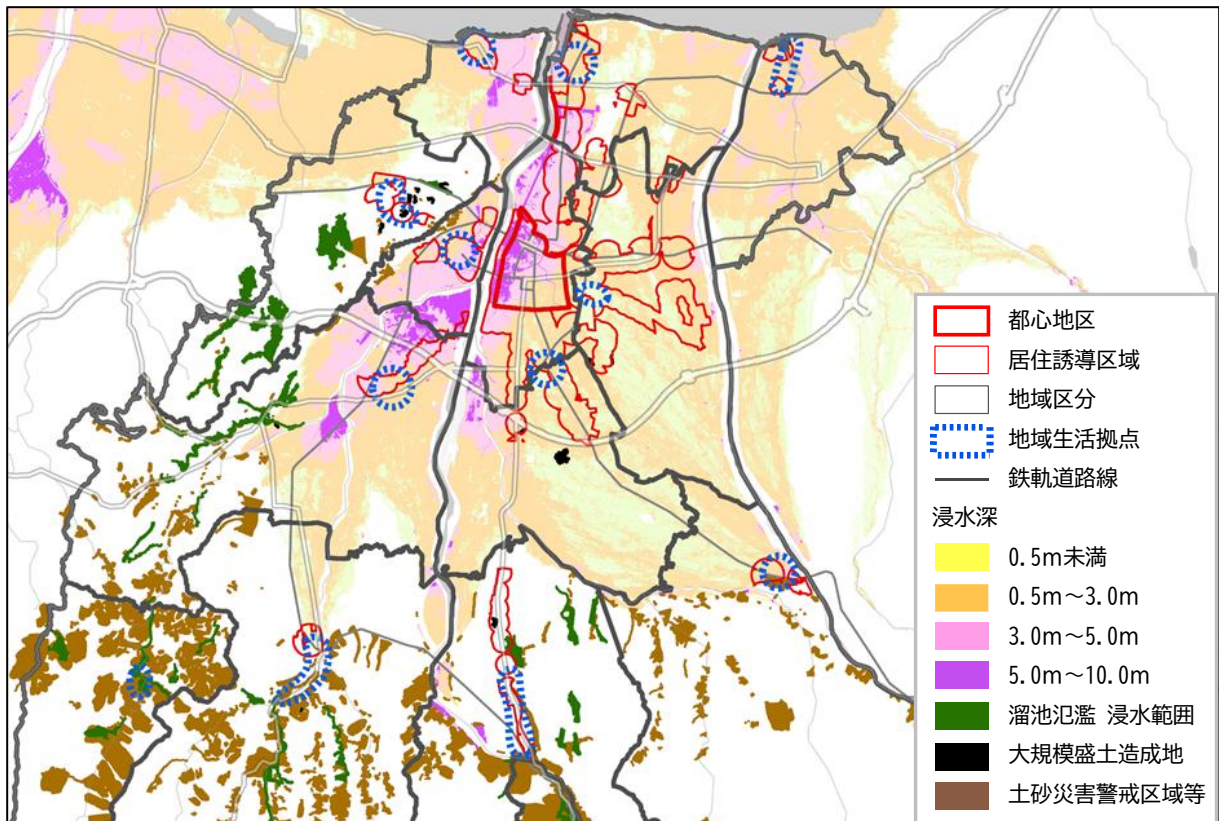 都心地区
居住誘導区域
地域区分
地域生活拠点
鉄軌道路線
浸水深
0.5m未満
0.5m～3.0m
3.0m～5.0m
5.0m～10.0m
溜池氾濫 浸水範囲
大規模盛土造成地
土砂災害警戒区域等